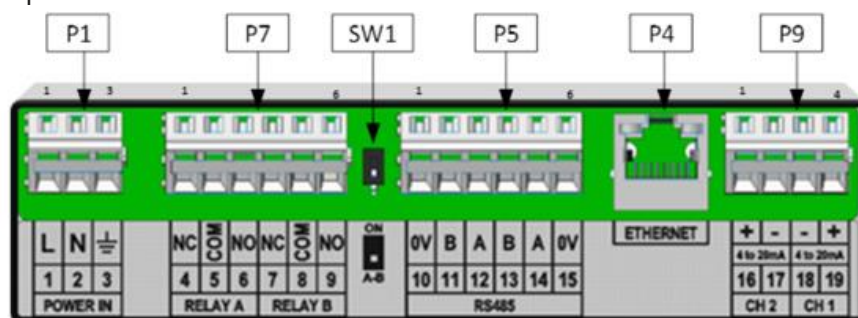 P1 P7 SW1 P5 P4 P9
1 3 1 6 1 6 1 4
L N NC COM NO NC COM NO ON 0V B A B A 0V ETHERNET + - - +
4 to 20mA 4 to 20mA
1 2 3 4 5 6 7 8 9 A-B 10 11 12 13 14 15 16 17 18 19
POWER IN RELAY A RELAY B RS485 CH 2 CH 1